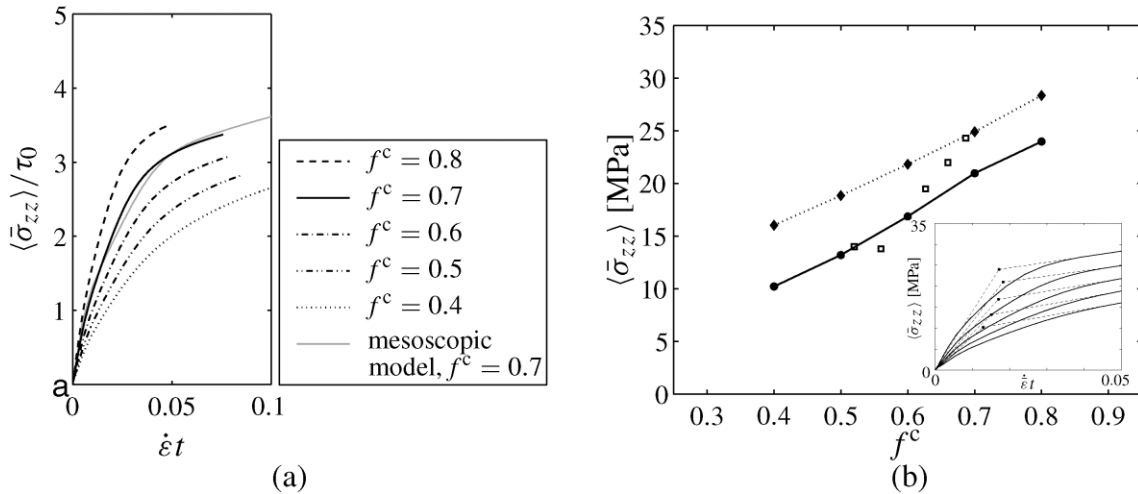 5
4
3
2
1
a
0
0.05
0.1
⟨σ̄zz⟩/τ0
ε̇ t
(a)
f^c = 0.8
f^c = 0.7
f^c = 0.6
f^c = 0.5
f^c = 0.4
mesoscopic
model, f^c = 0.7
35
30
25
20
15
10
5
0
0.3 0.4 0.5 0.6 0.7 0.8 0.9
⟨σ̄zz⟩ [MPa]
f^c
(b)
35
0
0
0.05
⟨σ̄zz⟩ [MPa]
ε̇ t